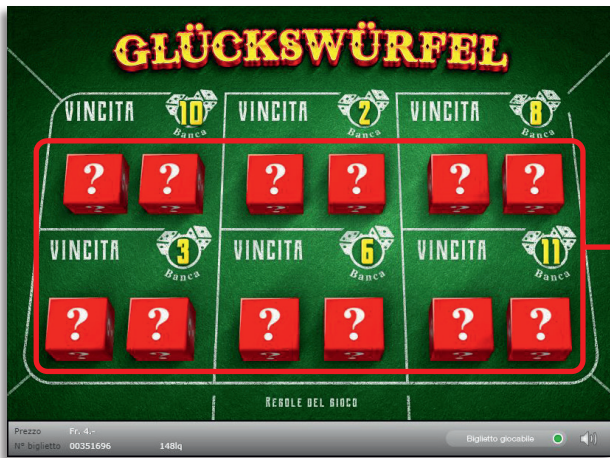 GLÜCKSWÜRFEL
VINCITA 10 Banca VINCITA 2 Banca VINCITA 8 Banca
? ? ? ? ? ?
VINCITA 3 Banca VINCITA 6 Banca VINCITA 11 Banca
? ? ? ? ? ?
REGOLE DEL GIOCO
Prezzo Fr. 4.-
N° biglietto 00351696 148lq
Biglietto giocabile